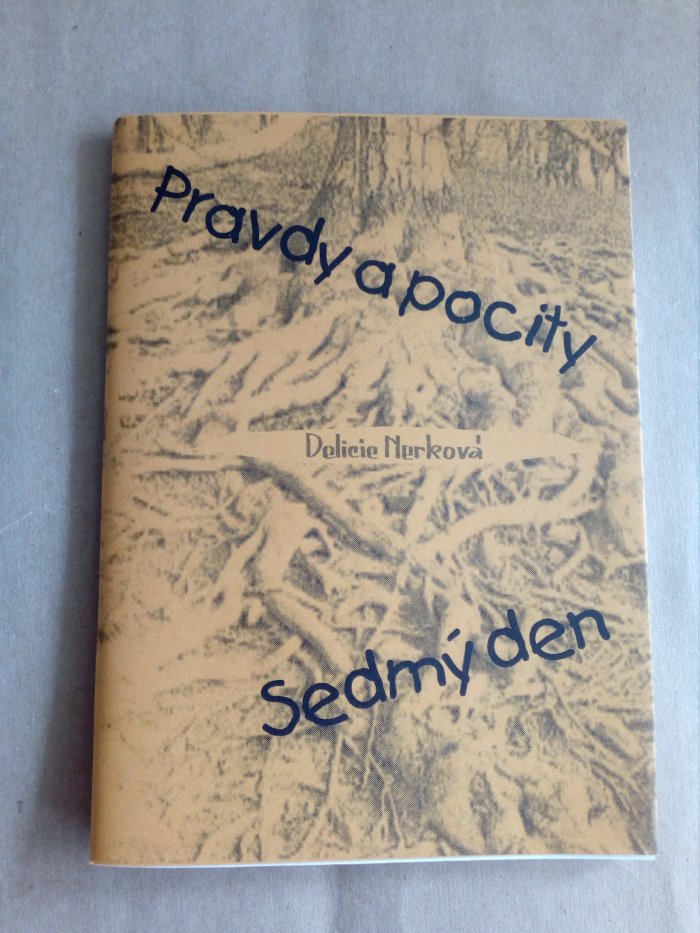 Pravdy a pocity
Delicie Nerková
Sedmý den